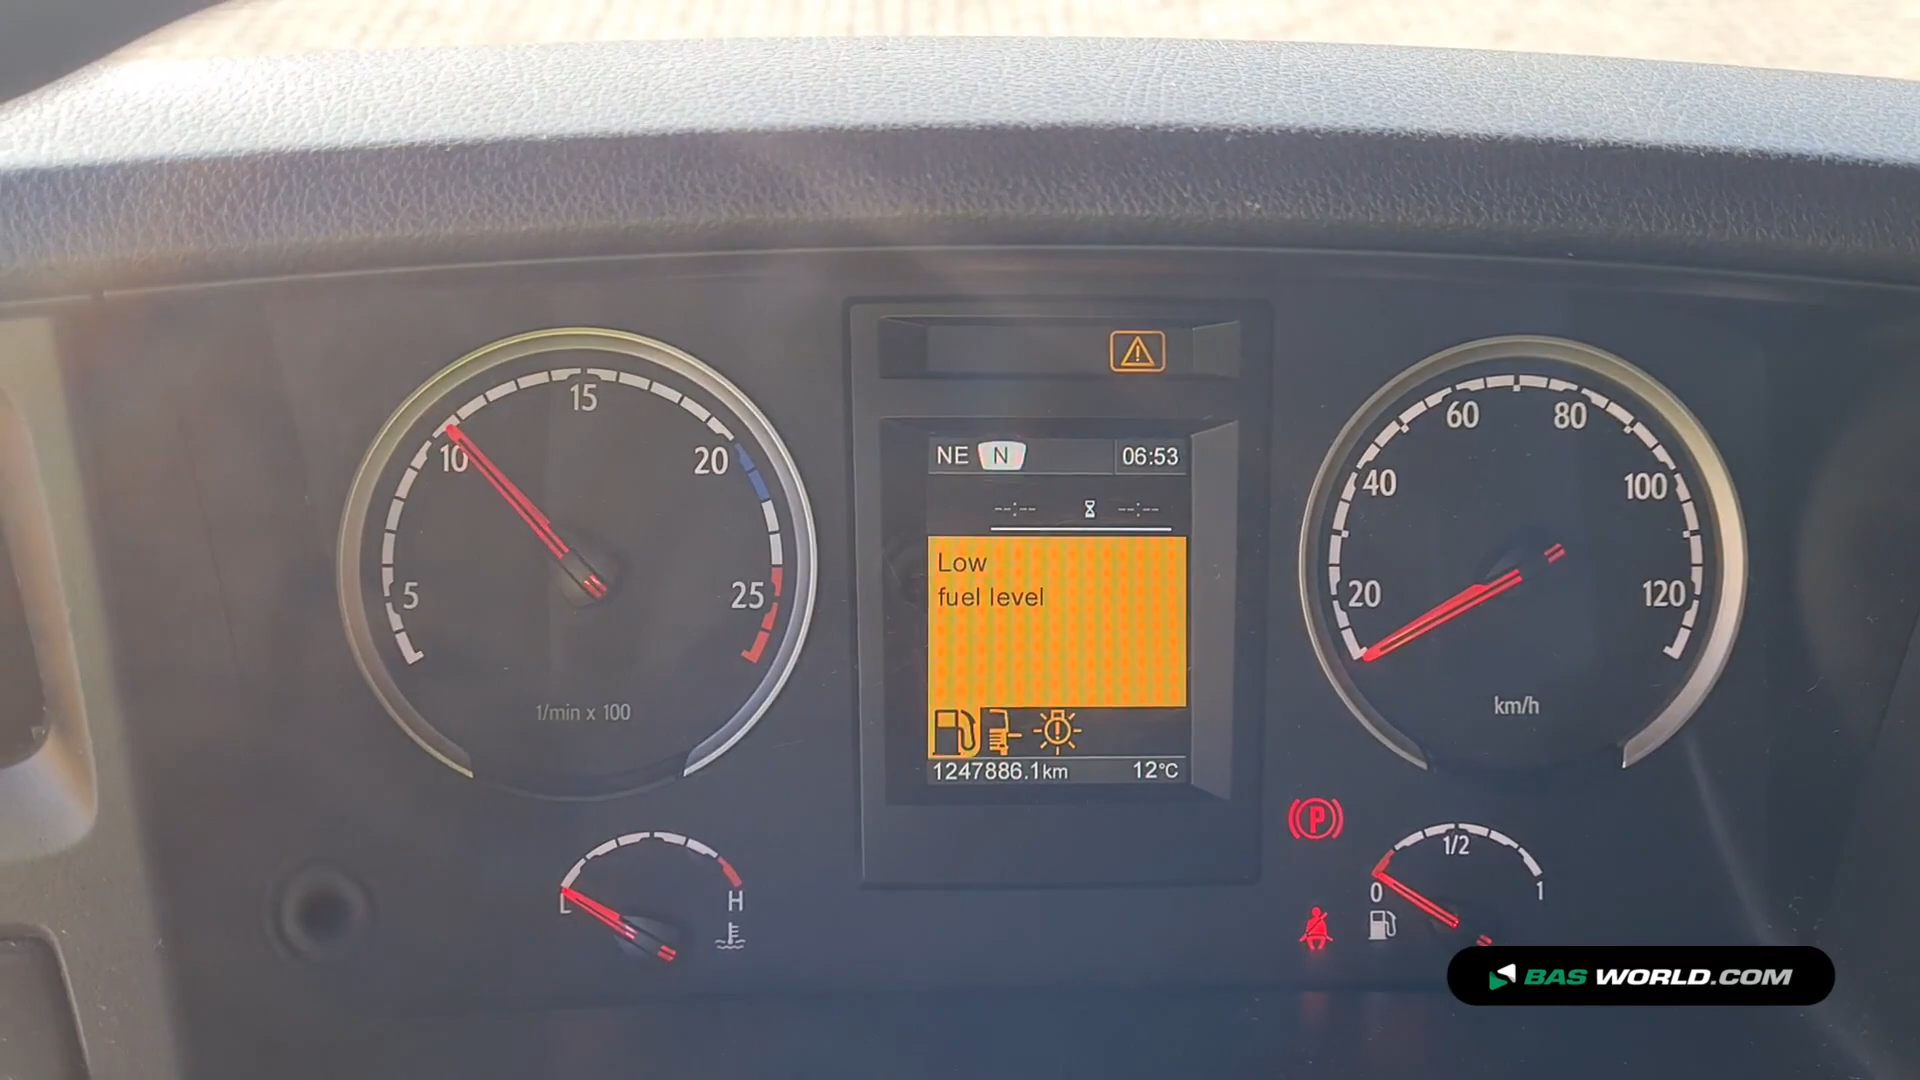 5
10
15
20
25
1/min x 100
L
H
NE N 06:53
--:-- --:--
Low
fuel level
1247886.1km 12°C
20
40
60
80
100
120
km/h
P
0
1/2
1
BAS WORLD.COM